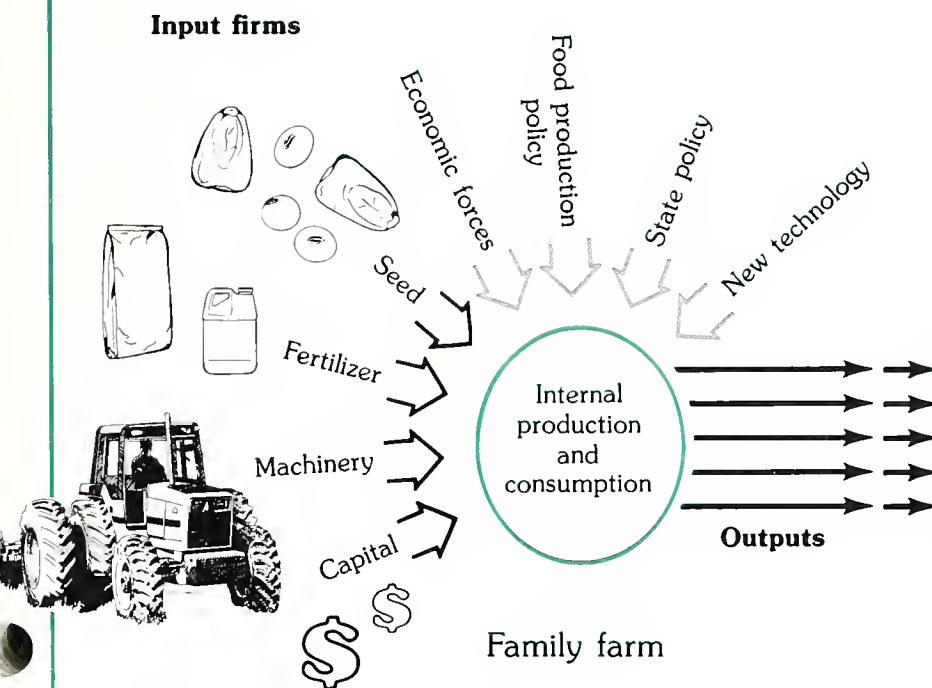 Input firms
Economic forces
Food production
policy
State policy
New technology
Seed
Fertilizer
Machinery
Capital
Internal
production
and
consumption
Outputs
$
$
Family farm